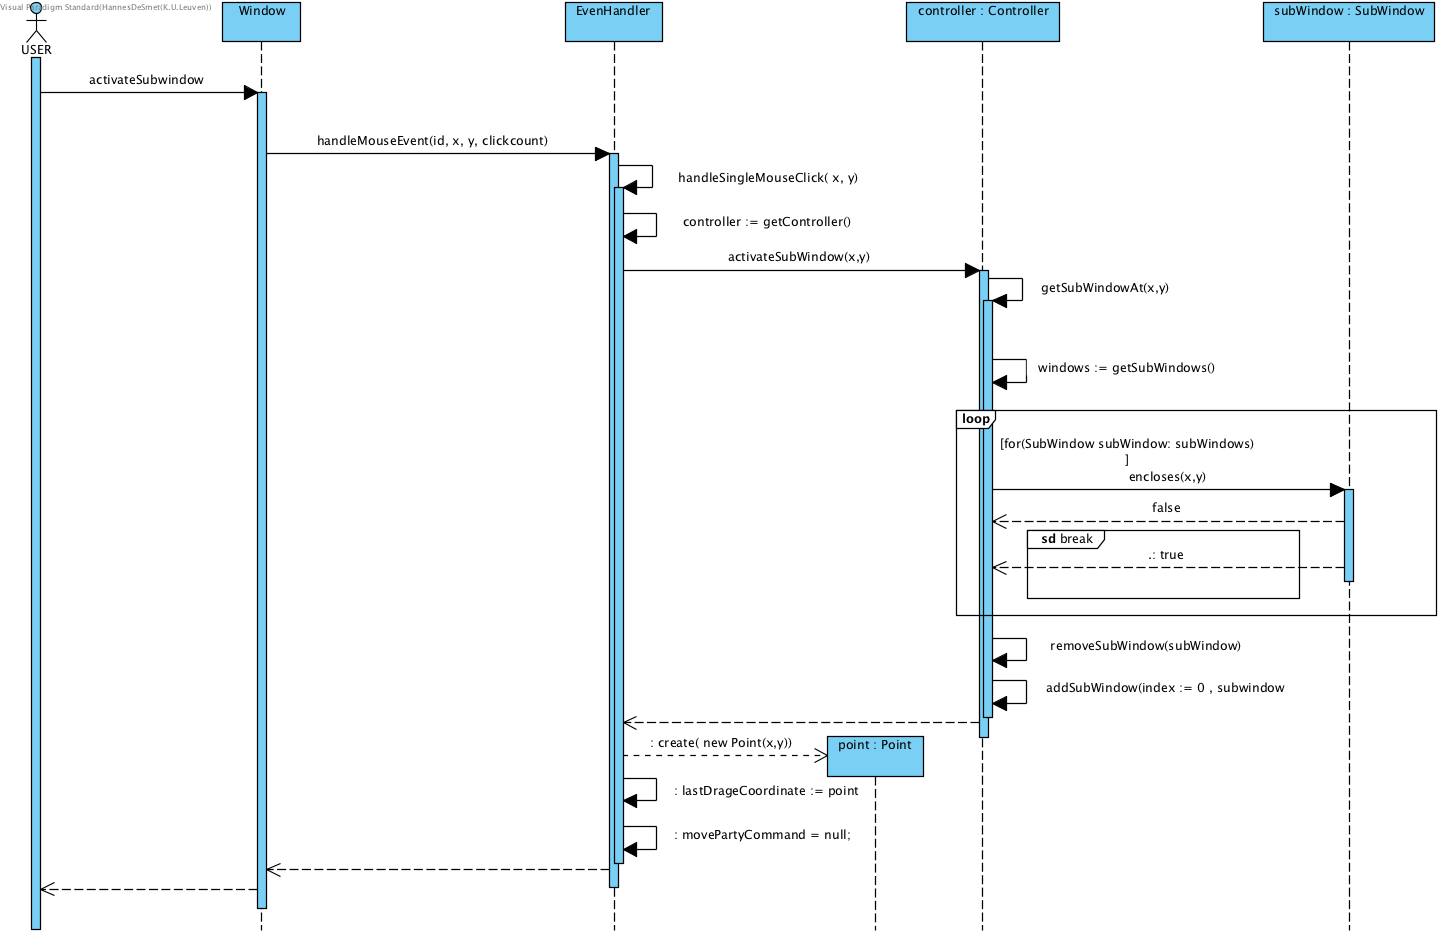 Visual Paradigm Standard(HannesDeSmet(K.U.Leuven))
USER
Window
EvenHandler
controller : Controller
subWindow : SubWindow
activateSubwindow
handleMouseEvent(id, x, y, clickcount)
handleSingleMouseClick( x, y)
controller := getController()
activateSubWindow(x,y)
getSubWindowAt(x,y)
windows := getSubWindows()
loop
[for(SubWindow subWindow: subWindows)
]
encloses(x,y)
false
sd break
.: true
removeSubWindow(subWindow)
addSubWindow(index := 0 , subwindow
: create( new Point(x,y))
point : Point
: lastDrageCoordinate := point
: movePartyCommand = null;